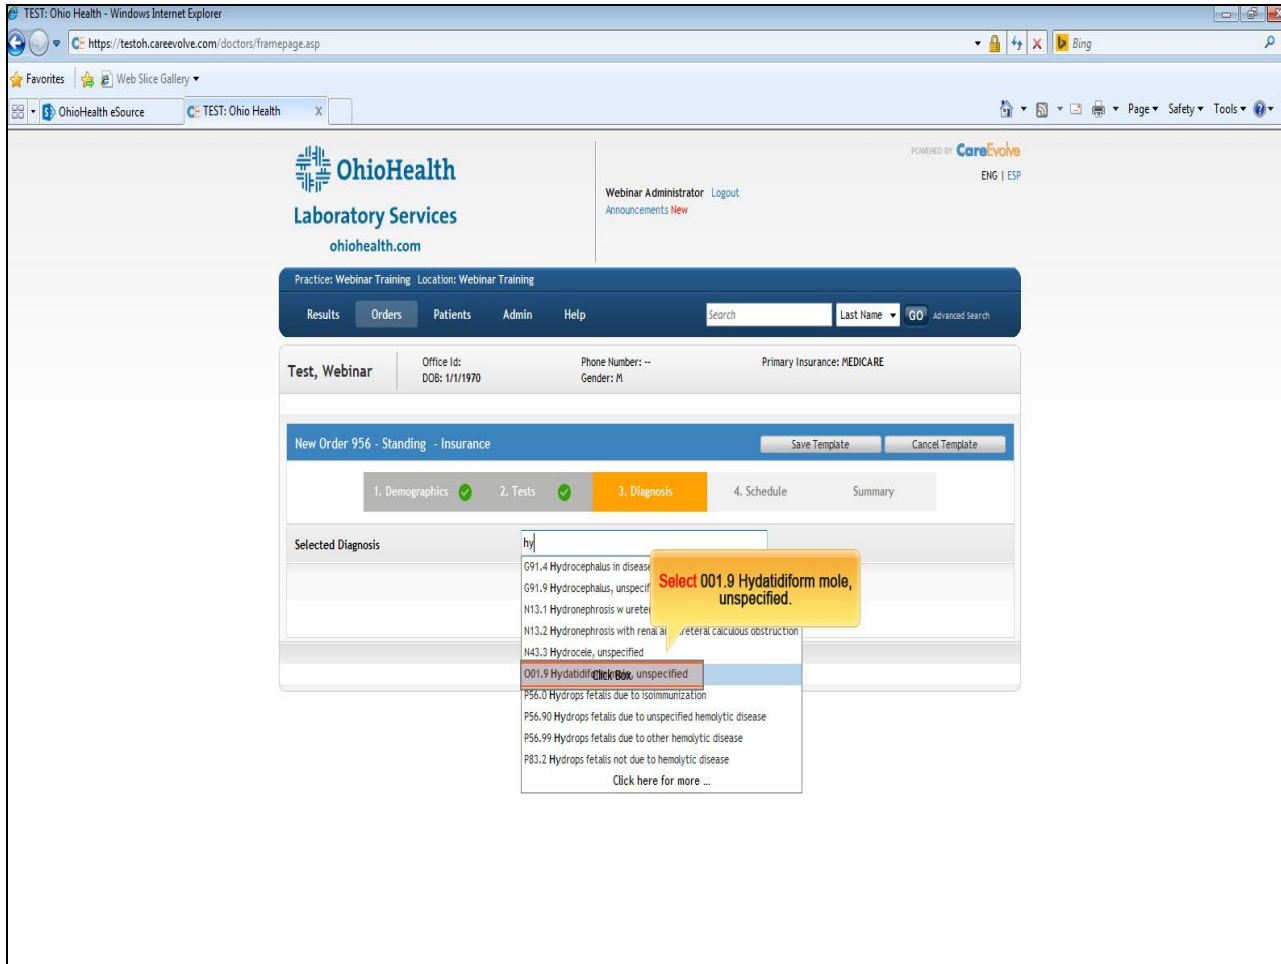 TEST: Ohio Health - Windows Internet Explorer
https://testoh.careevolve.com/doctors/framepage.asp
Bing
Favorites Web Slice Gallery
OhioHealth eSource CE TEST: Ohio Health X
Page Safety Tools
OhioHealth
Laboratory Services
ohiohealth.com
Webinar Administrator Logout
Announcements New
POWERED BY CareEvolve
ENG | ESP
Practice: Webinar Training Location: Webinar Training
Results Orders Patients Admin Help Search Last Name GO Advanced Search
Test, Webinar
Office Id:
DOB: 1/1/1970
Phone Number: --
Gender: M
Primary Insurance: MEDICARE
New Order 956 - Standing - Insurance Save Template Cancel Template
1. Demographics 2. Tests 3. Diagnosis 4. Schedule Summary
Selected Diagnosis hy
G91.4 Hydrocephalus in disease
G91.9 Hydrocephalus, unspecif
N13.1 Hydronephrosis w ureter
N13.2 Hydronephrosis with renal and ureteral calculous obstruction
N43.3 Hydrocele, unspecified
O01.9 Hydatidiform mole, unspecified
Click Box
P56.0 Hydrops fetalis due to isoimmunization
P56.90 Hydrops fetalis due to unspecified hemolytic disease
P56.99 Hydrops fetalis due to other hemolytic disease
P83.2 Hydrops fetalis not due to hemolytic disease
Click here for more ...
Select 001.9 Hydatidiform mole,
unspecified.